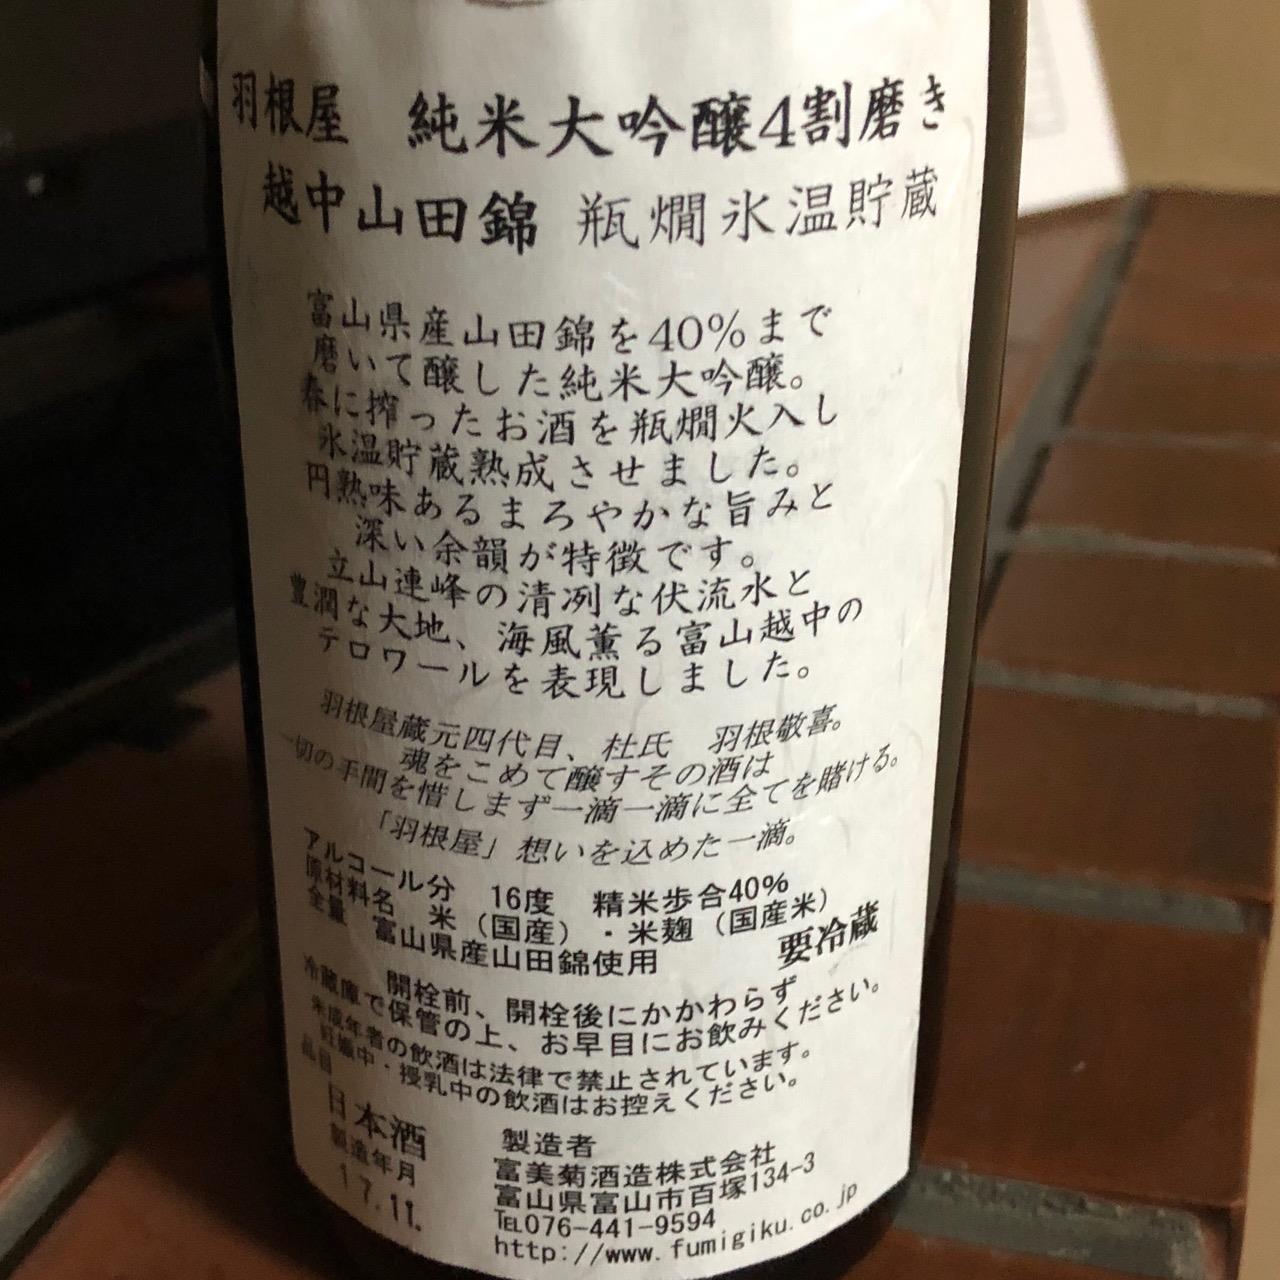 羽根屋　純米大吟醸4割磨き
越中山田錦 瓶燗氷温貯蔵
富山県産山田錦を40%まで
磨いて醸した純米大吟醸。
春に搾ったお酒を瓶燗火入し
氷温貯蔵熟成させました。
円熟味あるまろやかな旨みと
深い余韻が特徴です。
立山連峰の清冽な伏流水と
豊潤な大地、海風薫る富山越中の
テロワールを表現しました。
羽根屋蔵元四代目、杜氏　羽根敬喜。
魂をこめて醸すその酒は
一切の手間を惜しまず一滴一滴に全てを賭ける。
「羽根屋」想いを込めた一滴。
アルコール分　16度　精米歩合40%
原材料名　米（国産）・米麹（国産米）
全量　富山県産山田錦使用
要冷蔵
開栓前、開栓後にかかわらず
冷蔵庫で保管の上、お早目にお飲みください。
未成年者の飲酒は法律で禁止されています。
妊娠中・授乳中の飲酒はお控えください。
品目
日本酒
製造年月
17.11.
製造者
富美菊酒造株式会社
富山県富山市百塚134-3
℡076-441-9594
http://www.fumigiku.co.jp